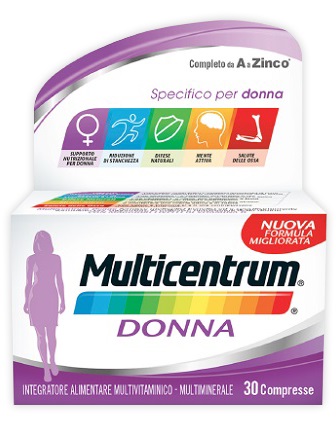 Completo da A a Zinco®
Specifico per donna
SUPPORTO
NUTRIZIONALE
PER DONNA
RIDUZIONE
DI STANCHEZZA
DIFESE
NATURALI
MENTE
ATTIVA
SALUTE
DELLE OSSA
NUOVA
FORMULA
MIGLIORATA
Multicentrum®
DONNA
INTEGRATORE ALIMENTARE MULTIVITAMINICO - MULTIMINERALE 30 Compresse